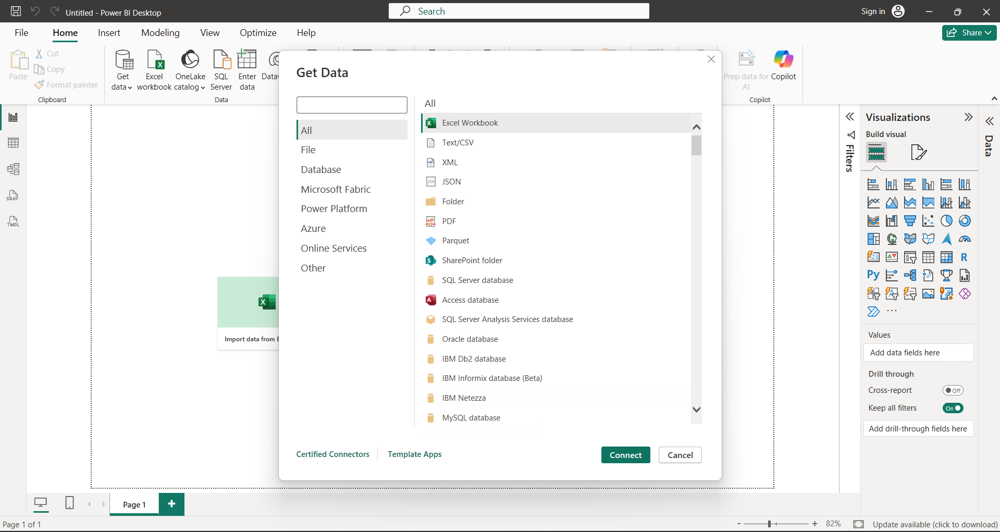 Untitled - Power BI Desktop
Search
Sign in
File
Home
Insert
Modeling
View
Optimize
Help
Share
Paste
Cut
Copy
Format painter
Clipboard
Get data
Excel workbook
OneLake catalog
SQL Server
Enter data
Data
Prep data for AI
Copilot
Copilot
Get Data
All
File
Database
Microsoft Fabric
Power Platform
Azure
Online Services
Other
All
Excel Workbook
Text/CSV
XML
JSON
Folder
PDF
Parquet
SharePoint folder
SQL Server database
Access database
SQL Server Analysis Services database
Oracle database
IBM Db2 database
IBM Informix database (Beta)
IBM Netezza
MySQL database
Certified Connectors
Template Apps
Connect
Cancel
DAX
TMDL
Import data from
Filters
Visualizations
Build visual
123
R
Py
Values
Add data fields here
Drill through
Cross-report
Off
Keep all filters
On
Add drill-through fields here
Data
Page 1
Page 1 of 1
- + 82%
Update available (click to download)